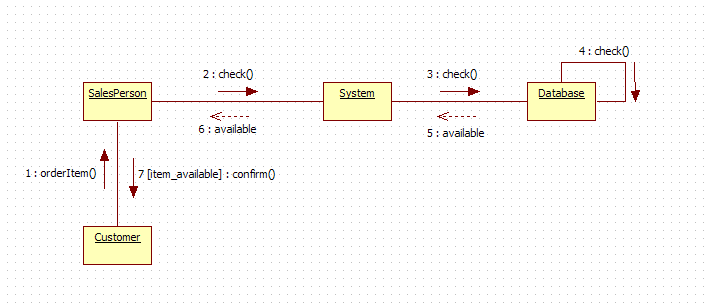 4 : check()
2 : check()
3 : check()
SalesPerson
System
Database
6 : available
5 : available
1 : orderItem()
7 [item_available] : confirm()
Customer